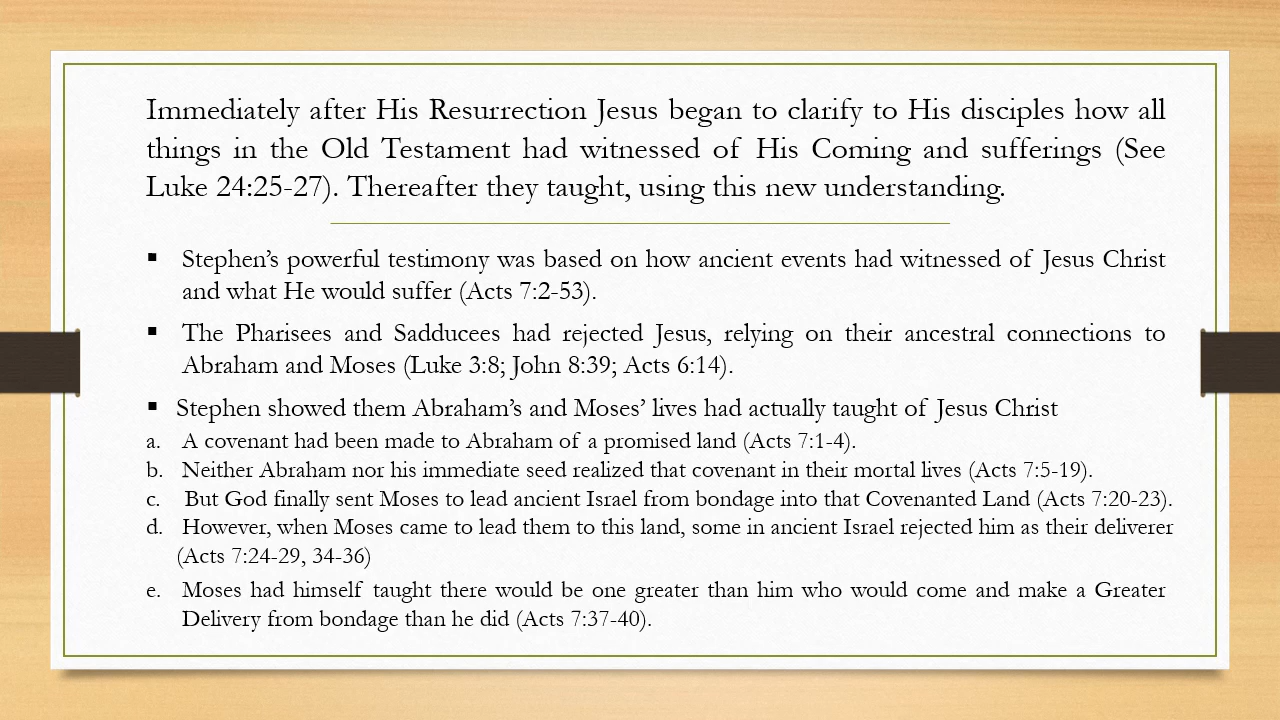 Immediately after His Resurrection Jesus began to clarify to His disciples how all
things in the Old Testament had witnessed of His Coming and sufferings (See
Luke 24:25-27). Thereafter they taught, using this new understanding.
▪ Stephen’s powerful testimony was based on how ancient events had witnessed of Jesus Christ
and what He would suffer (Acts 7:2-53).
▪ The Pharisees and Sadducees had rejected Jesus, relying on their ancestral connections to
Abraham and Moses (Luke 3:8; John 8:39; Acts 6:14).
▪ Stephen showed them Abraham’s and Moses’ lives had actually taught of Jesus Christ
a. A covenant had been made to Abraham of a promised land (Acts 7:1-4).
b. Neither Abraham nor his immediate seed realized that covenant in their mortal lives (Acts 7:5-19).
c. But God finally sent Moses to lead ancient Israel from bondage into that Covenanted Land (Acts 7:20-23).
d. However, when Moses came to lead them to this land, some in ancient Israel rejected him as their deliverer
(Acts 7:24-29, 34-36)
e. Moses had himself taught there would be one greater than him who would come and make a Greater
Delivery from bondage than he did (Acts 7:37-40).